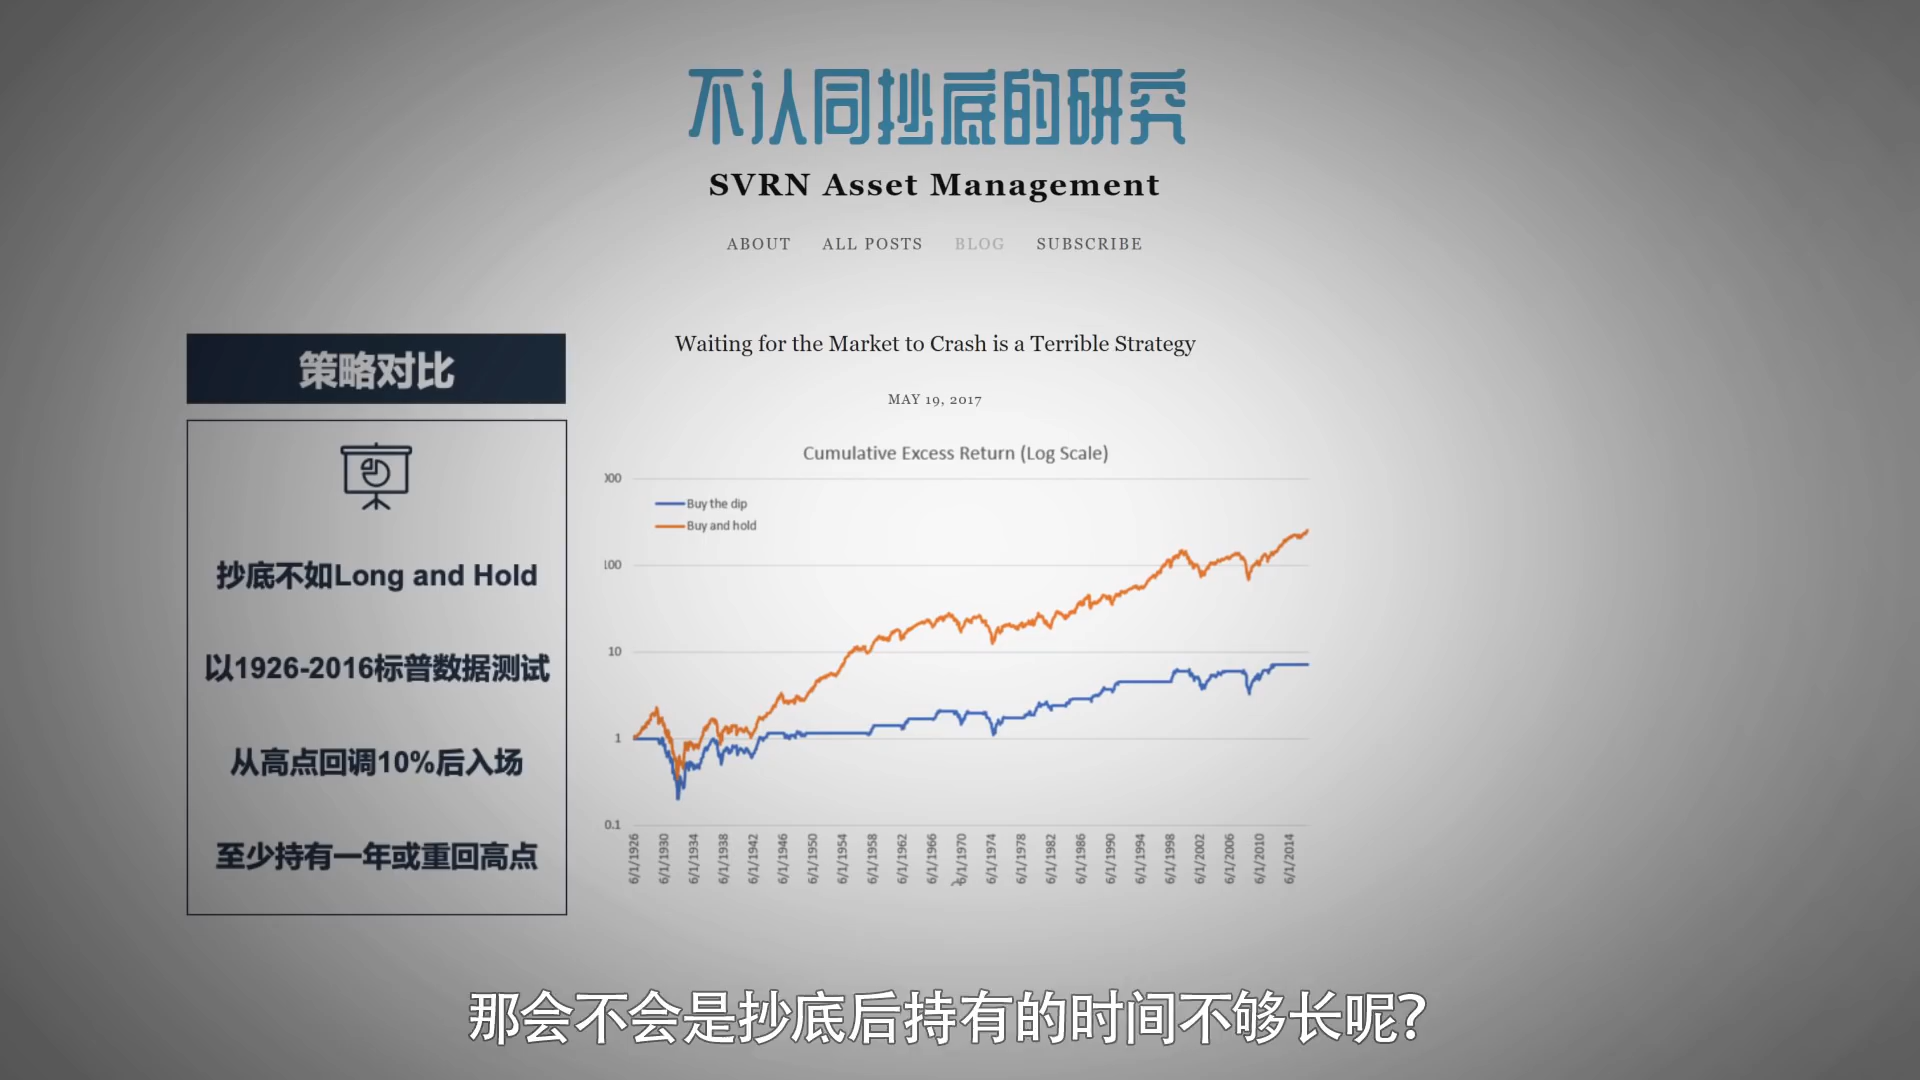 不认同抄底的研究
SVRN Asset Management
ABOUT ALL POSTS BLOG SUBSCRIBE
Waiting for the Market to Crash is a Terrible Strategy
MAY 19, 2017
策略对比
抄底不如Long and Hold
以1926-2016标普数据测试
从高点回调10%后入场
至少持有一年或重回高点
Cumulative Excess Return (Log Scale)
Buy the dip
Buy and hold
100
10
1
0.1
6/1/1926
6/1/1930
6/1/1934
6/1/1938
6/1/1942
6/1/1946
6/1/1950
6/1/1954
6/1/1958
6/1/1962
6/1/1966
6/1/1970
6/1/1974
6/1/1978
6/1/1982
6/1/1986
6/1/1990
6/1/1994
6/1/1998
6/1/2002
6/1/2006
6/1/2010
6/1/2014
那会不会是抄底后持有的时间不够长呢?